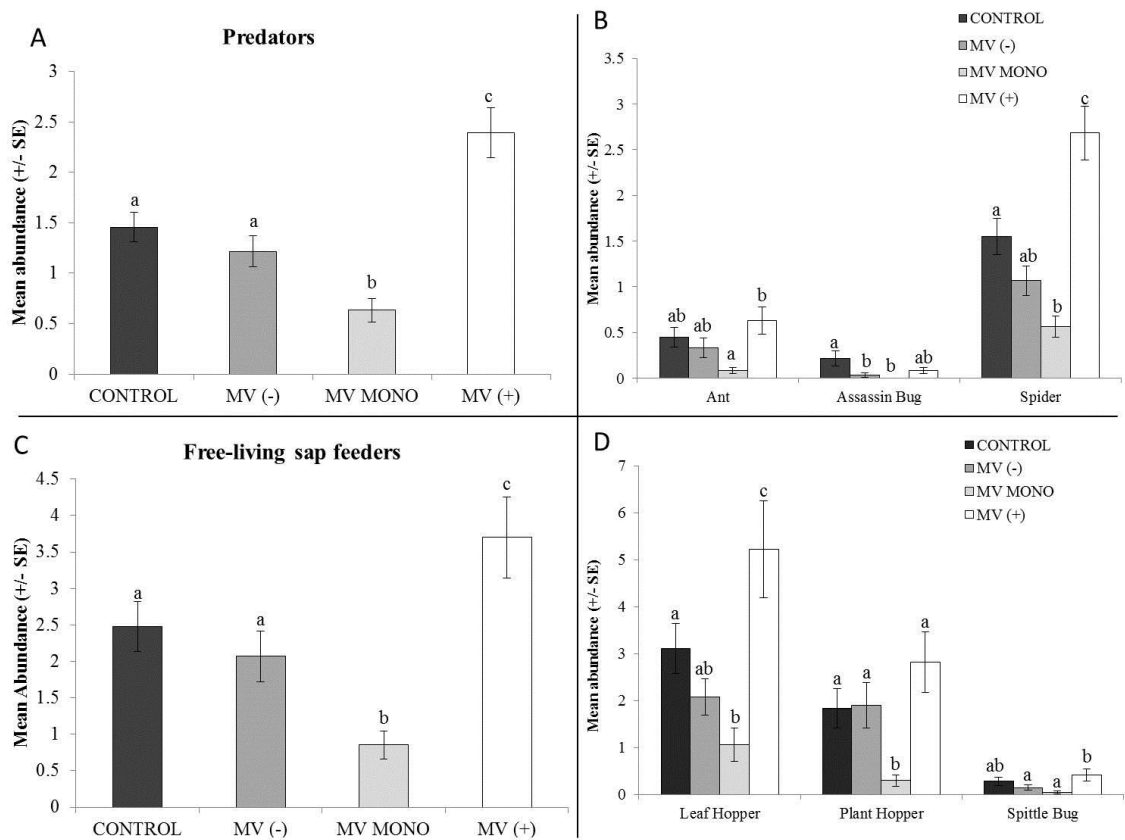 A
Predators
Mean abundance (+/- SE)
3
2.5
2
1.5
1
0.5
0
a
a
b
c
CONTROL MV (-) MV MONO MV (+)
B
CONTROL
MV (-)
MV MONO
MV (+)
Mean abundance (+/- SE)
3.5
3
2.5
2
1.5
1
0.5
0
ab ab a b
a b b ab
a ab b c
Ant Assassin Bug Spider
C
Free-living sap feeders
Mean Abundance (+/- SE)
4.5
4
3.5
3
2.5
2
1.5
1
0.5
0
a
a
b
c
CONTROL MV (-) MV MONO MV (+)
D
CONTROL
MV (-)
MV MONO
MV (+)
Mean abundance (+/- SE)
7
6
5
4
3
2
1
0
a ab b c
a a b a
ab a a b
Leaf Hopper Plant Hopper Spittle Bug